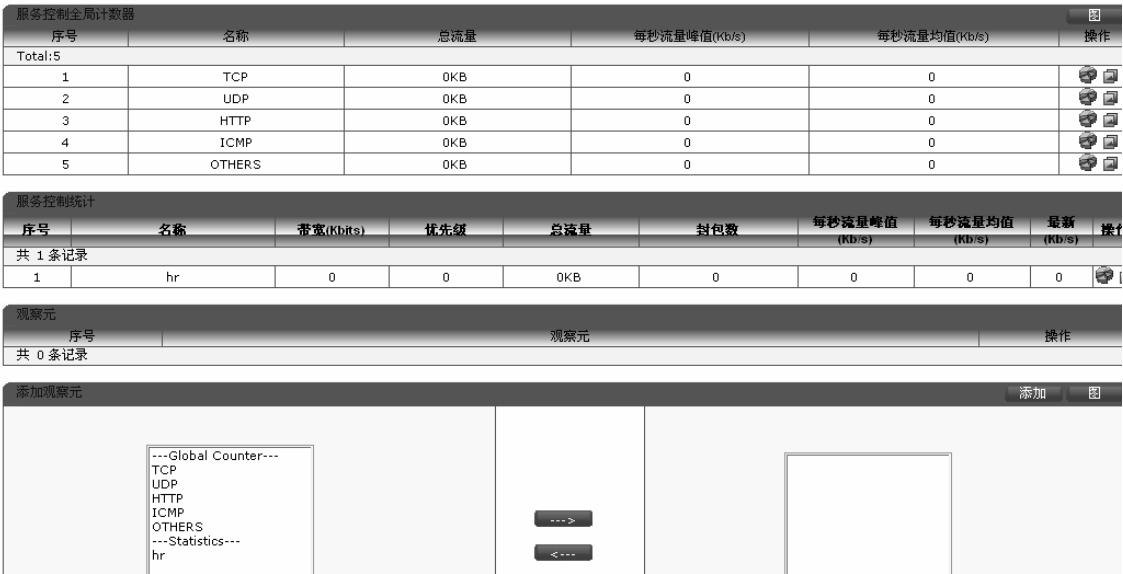 服务控制全局计数器 图
序号 名称 总流量 每秒流量峰值(Kb/s) 每秒流量均值(Kb/s) 操作
Total:5
1 TCP 0KB 0 0
2 UDP 0KB 0 0
3 HTTP 0KB 0 0
4 ICMP 0KB 0 0
5 OTHERS 0KB 0 0
服务控制统计
序号 名称 带宽(Kbits) 优先级 总流量 封包数 每秒流量峰值 (Kb/s) 每秒流量均值 (Kb/s) 最新 (Kb/s) 操作
共 1 条记录
1 hr 0 0 0KB 0 0 0 0
观察元
序号 观察元 操作
共 0 条记录
添加观察元 添加 图
---Global Counter---
TCP
UDP
HTTP
ICMP
OTHERS
---Statistics---
hr
--->
<---